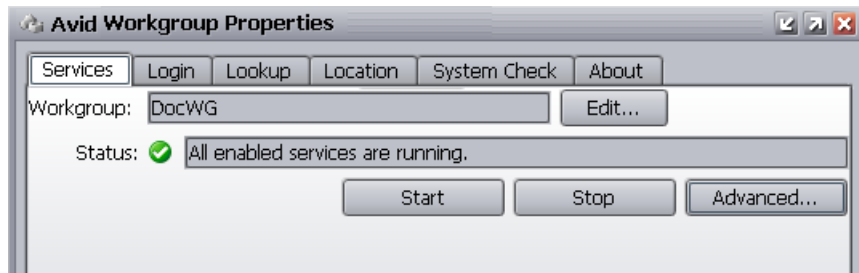 Avid Workgroup Properties
Services Login Lookup Location System Check About
Workgroup: DocWG Edit...
Status: All enabled services are running.
Start Stop Advanced...